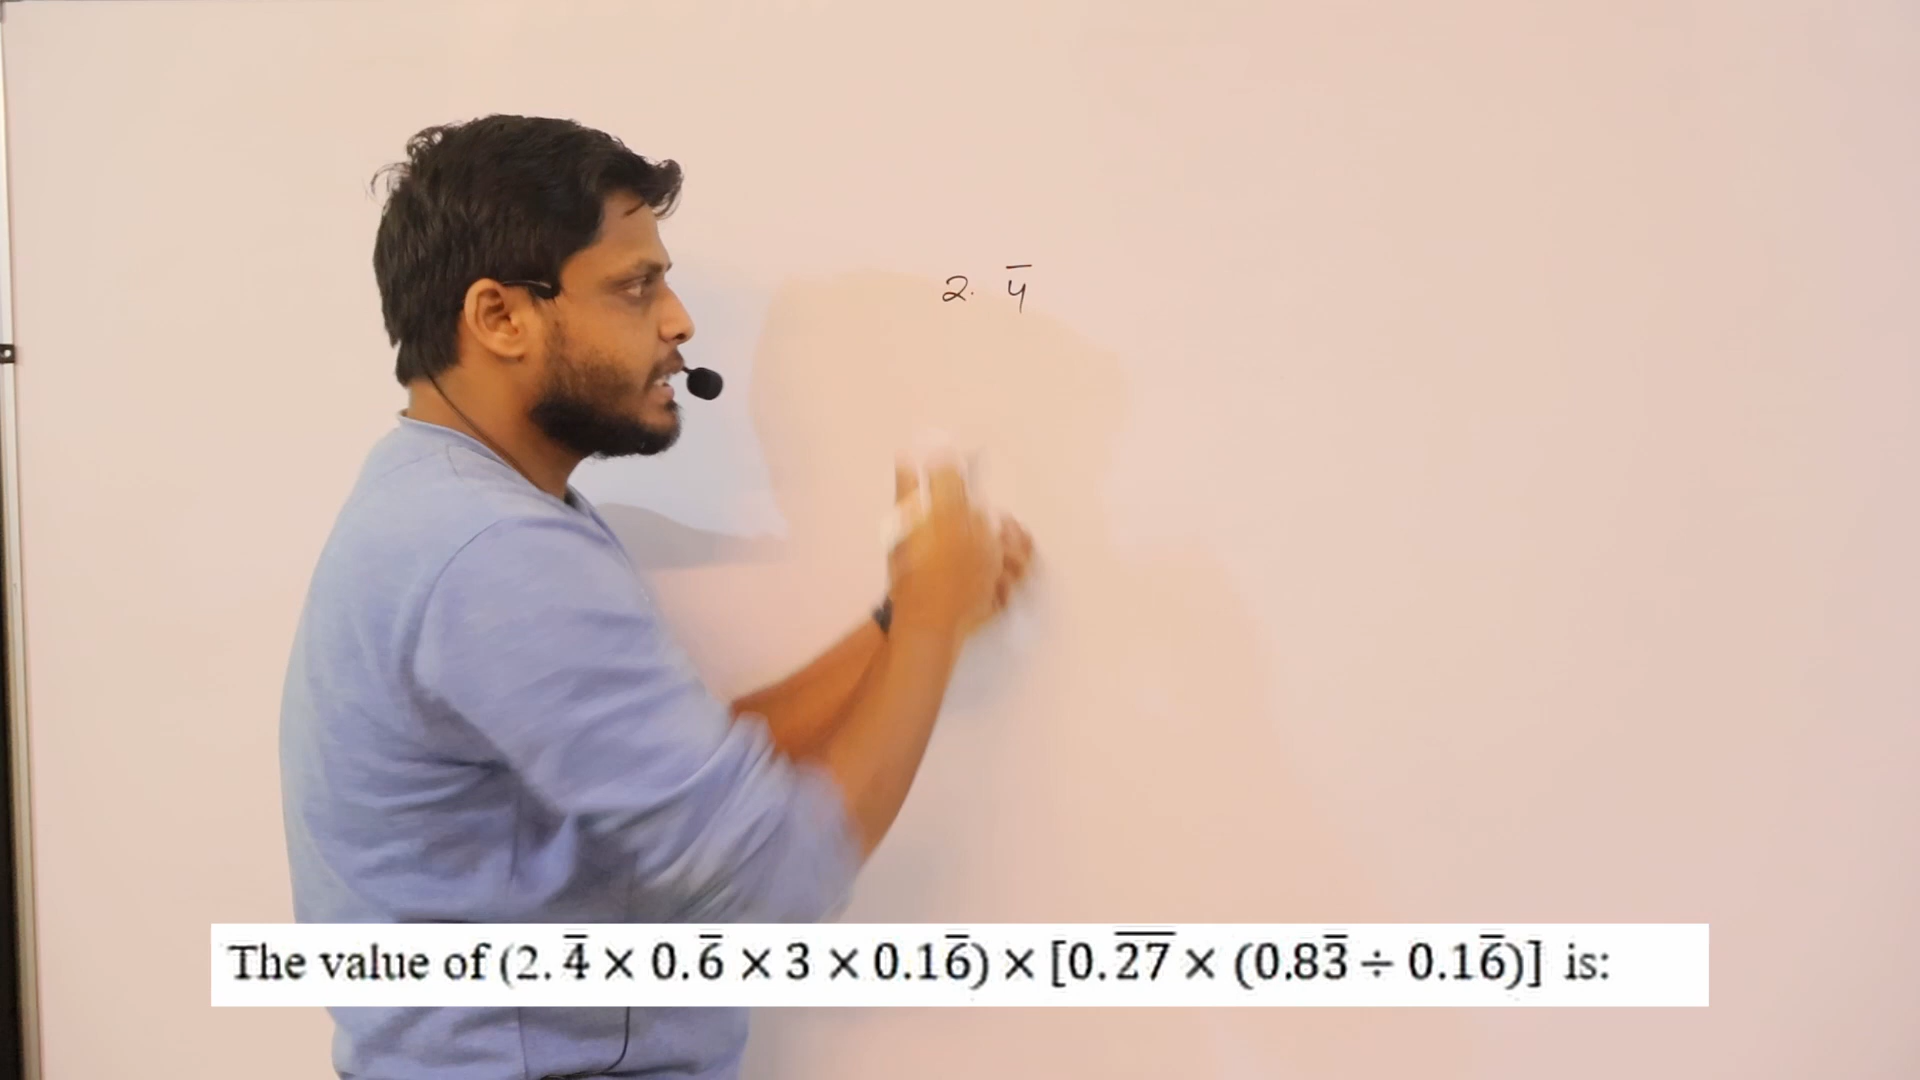 2. 4̅
The value of (2. 4̅ × 0. 6̅ × 3 × 0.16̅) × [0. 2̅7̅ × (0.83̅ ÷ 0.16̅)] is: